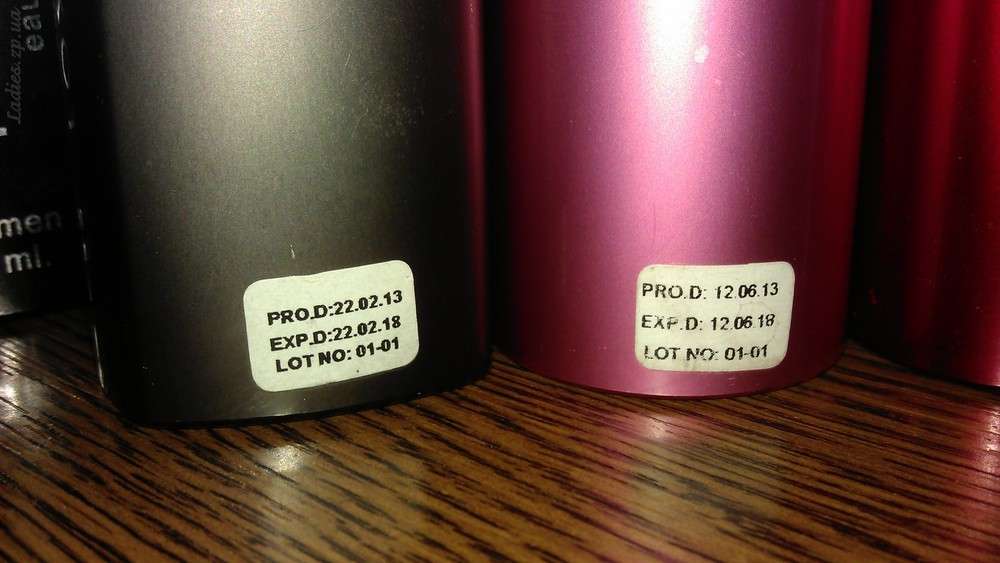 Ladies.zp.ua
eau
men
ml.
PRO.D:22.02.13
EXP.D:22.02.18
LOT NO: 01-01
PRO.D: 12.06.13
EXP.D: 12.06.18
LOT NO: 01-01